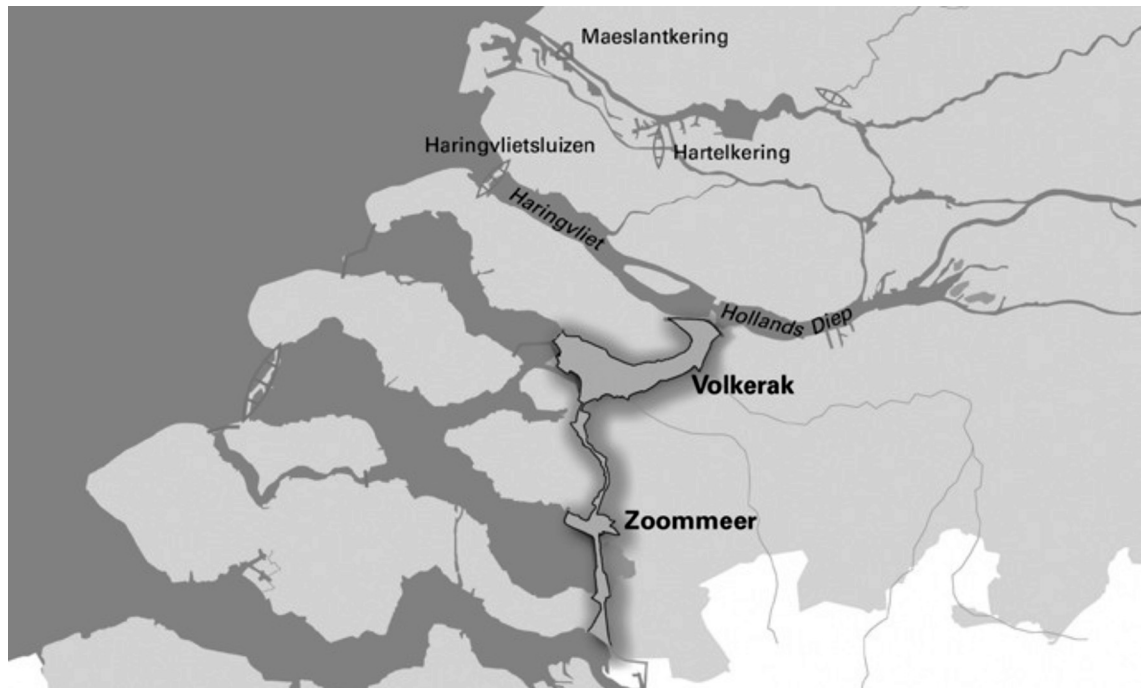 Maeslantkering
Haringvlietsluizen
Hartelkering
Haringvliet
Hollands Diep
Volkerak
Zoommeer